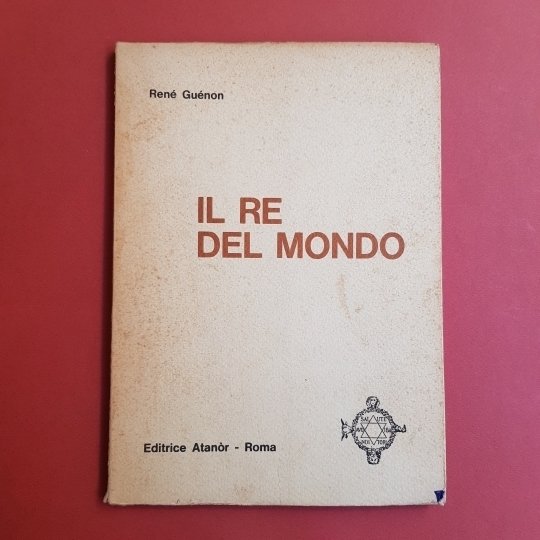 René Guénon
IL RE
DEL MONDO
Editrice Atanòr - Roma